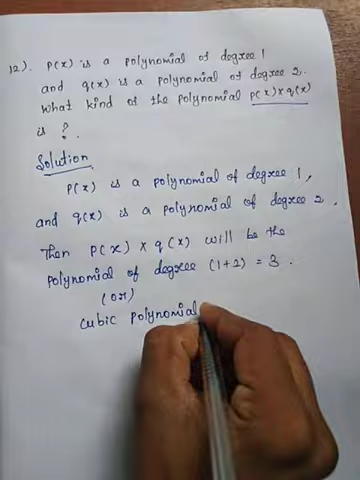 12). P(x) is a polynomial of degree 1
and q(x) is a polynomial of degree 2.
What kind of the polynomial p(x)×q(x)
is ?.
Solution
P(x) is a polynomial of degree 1,
and q(x) is a polynomial of degree 2.
Then P(x) × q(x) will be the
polynomial of degree (1+2) = 3.
(or)
Cubic polynomial